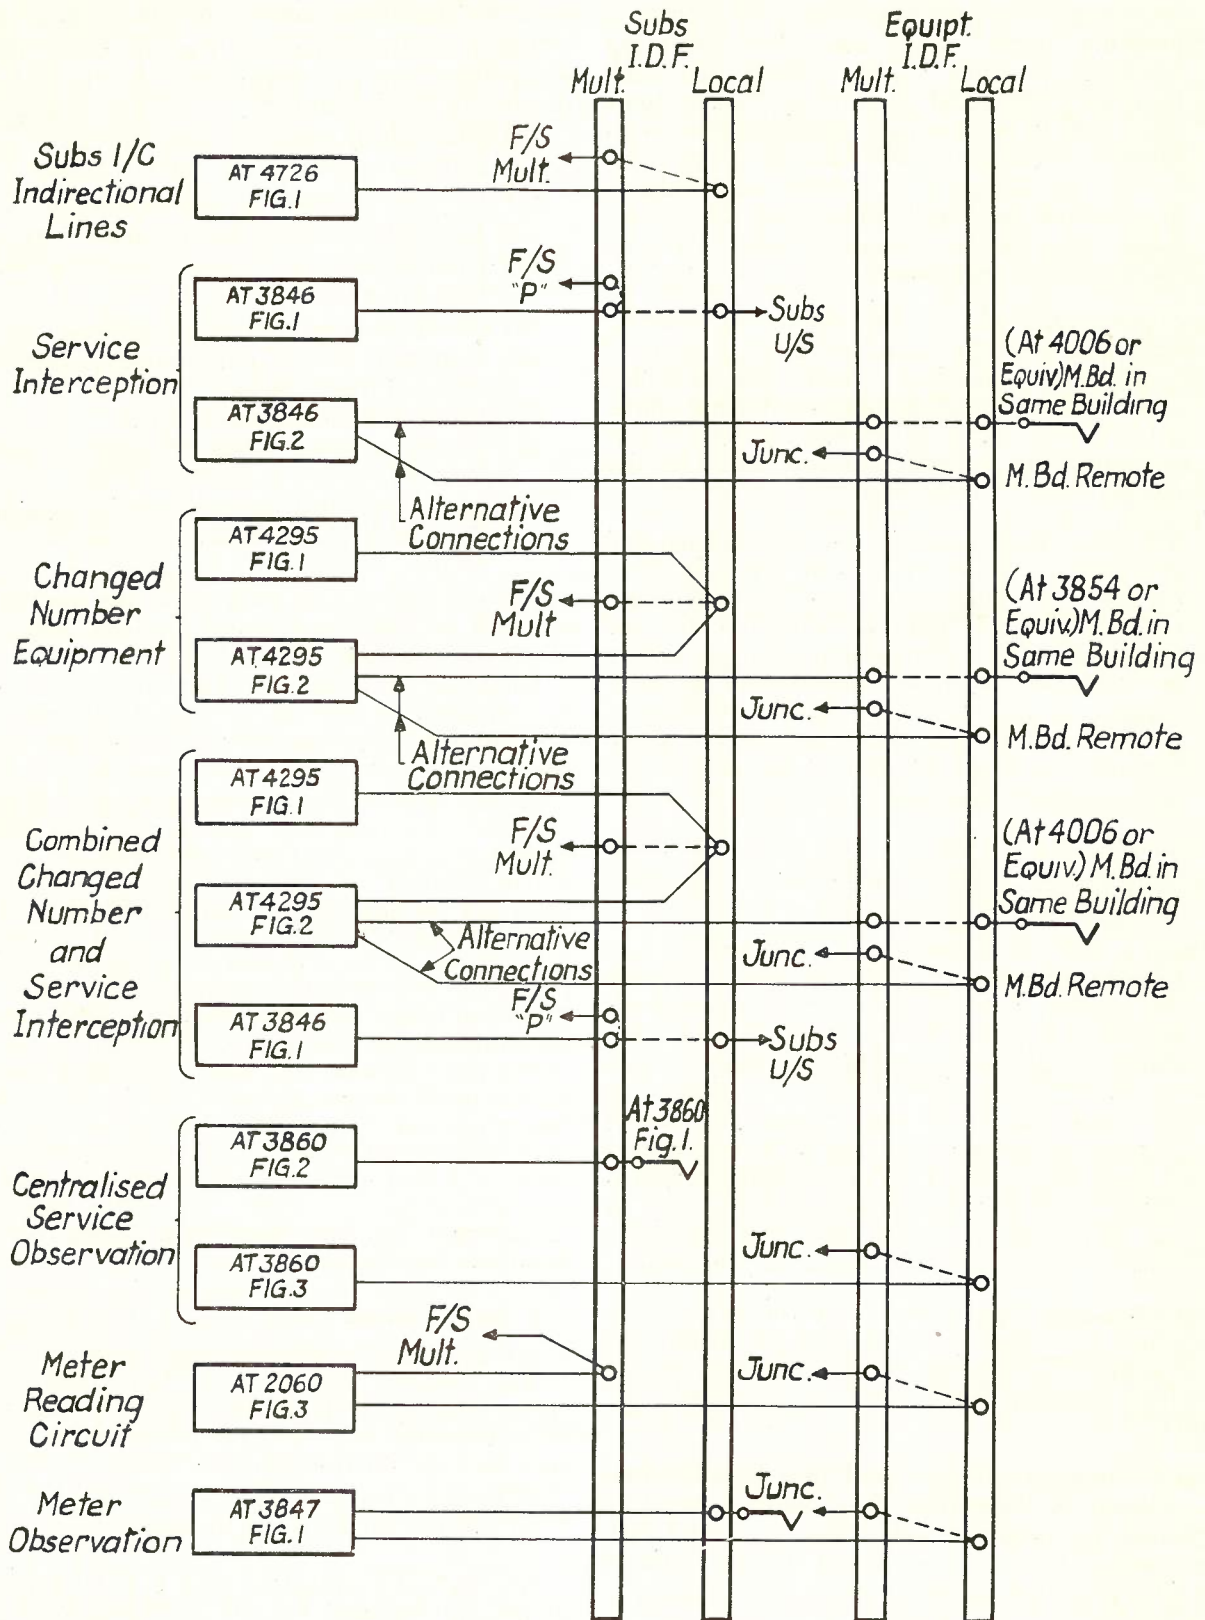 Subs
I.D.F.
Equipt.
I.D.F.
Mult.
Local
Mult.
Local
Subs I/C
Indirectional
Lines
AT 4726
FIG.1
F/S
Mult.
Service
Interception
AT 3846
FIG.1
F/S
"P"
Subs
U/S
AT 3846
FIG.2
(At 4006 or
Equiv) M.Bd. in
Same Building
Junc.
M.Bd. Remote
Alternative
Connections
Changed
Number
Equipment
AT 4295
FIG.1
F/S
Mult
AT 4295
FIG.2
(At 3854 or
Equiv.) M.Bd. in
Same Building
Junc.
M.Bd. Remote
Alternative
Connections
Combined
Changed
Number
and
Service
Interception
AT 4295
FIG.1
F/S
Mult.
AT 4295
FIG.2
(At 4006 or
Equiv.) M.Bd. in
Same Building
Alternative
Connections
Junc.
M.Bd. Remote
AT 3846
FIG.1
F/S
"P"
Subs
U/S
Centralised
Service
Observation
AT 3860
FIG.2
At 3860
Fig.1.
AT 3860
FIG.3
Junc.
Meter
Reading
Circuit
AT 2060
FIG.3
F/S
Mult.
Junc.
Meter
Observation
AT 3847
FIG.1
Junc.